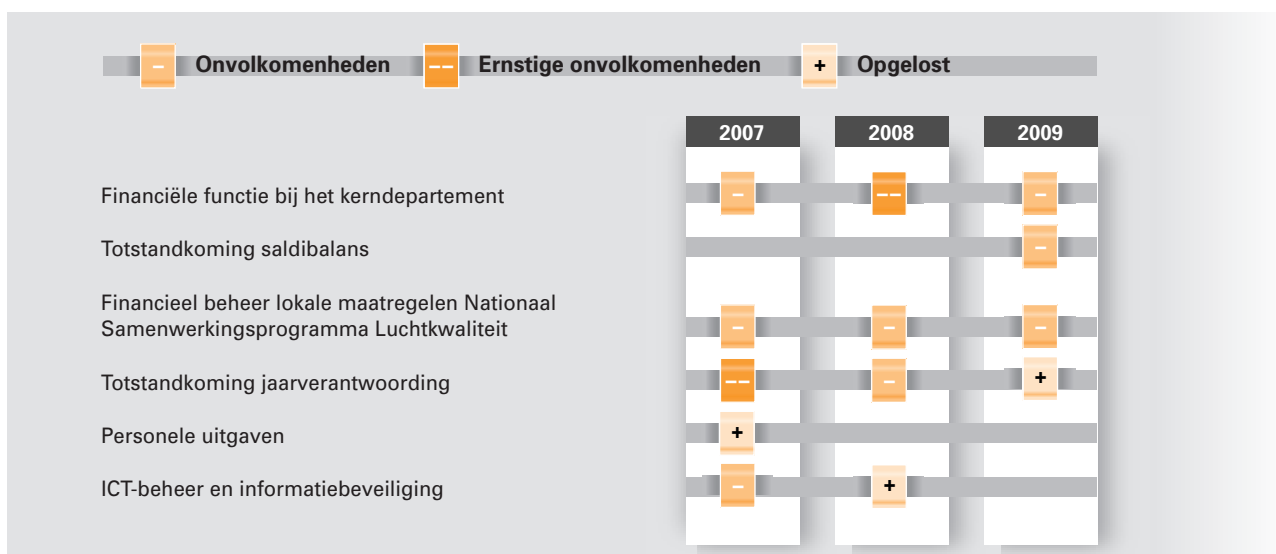 – Onvolkomenheden –– Ernstige onvolkomenheden + Opgelost
2007 2008 2009
Financiële functie bij het kerndepartement – –– –
Totstandkoming saldibalans –
Financieel beheer lokale maatregelen Nationaal
Samenwerkingsprogramma Luchtkwaliteit – – –
Totstandkoming jaarverantwoording –– – +
Personele uitgaven +
ICT-beheer en informatiebeveiliging – +